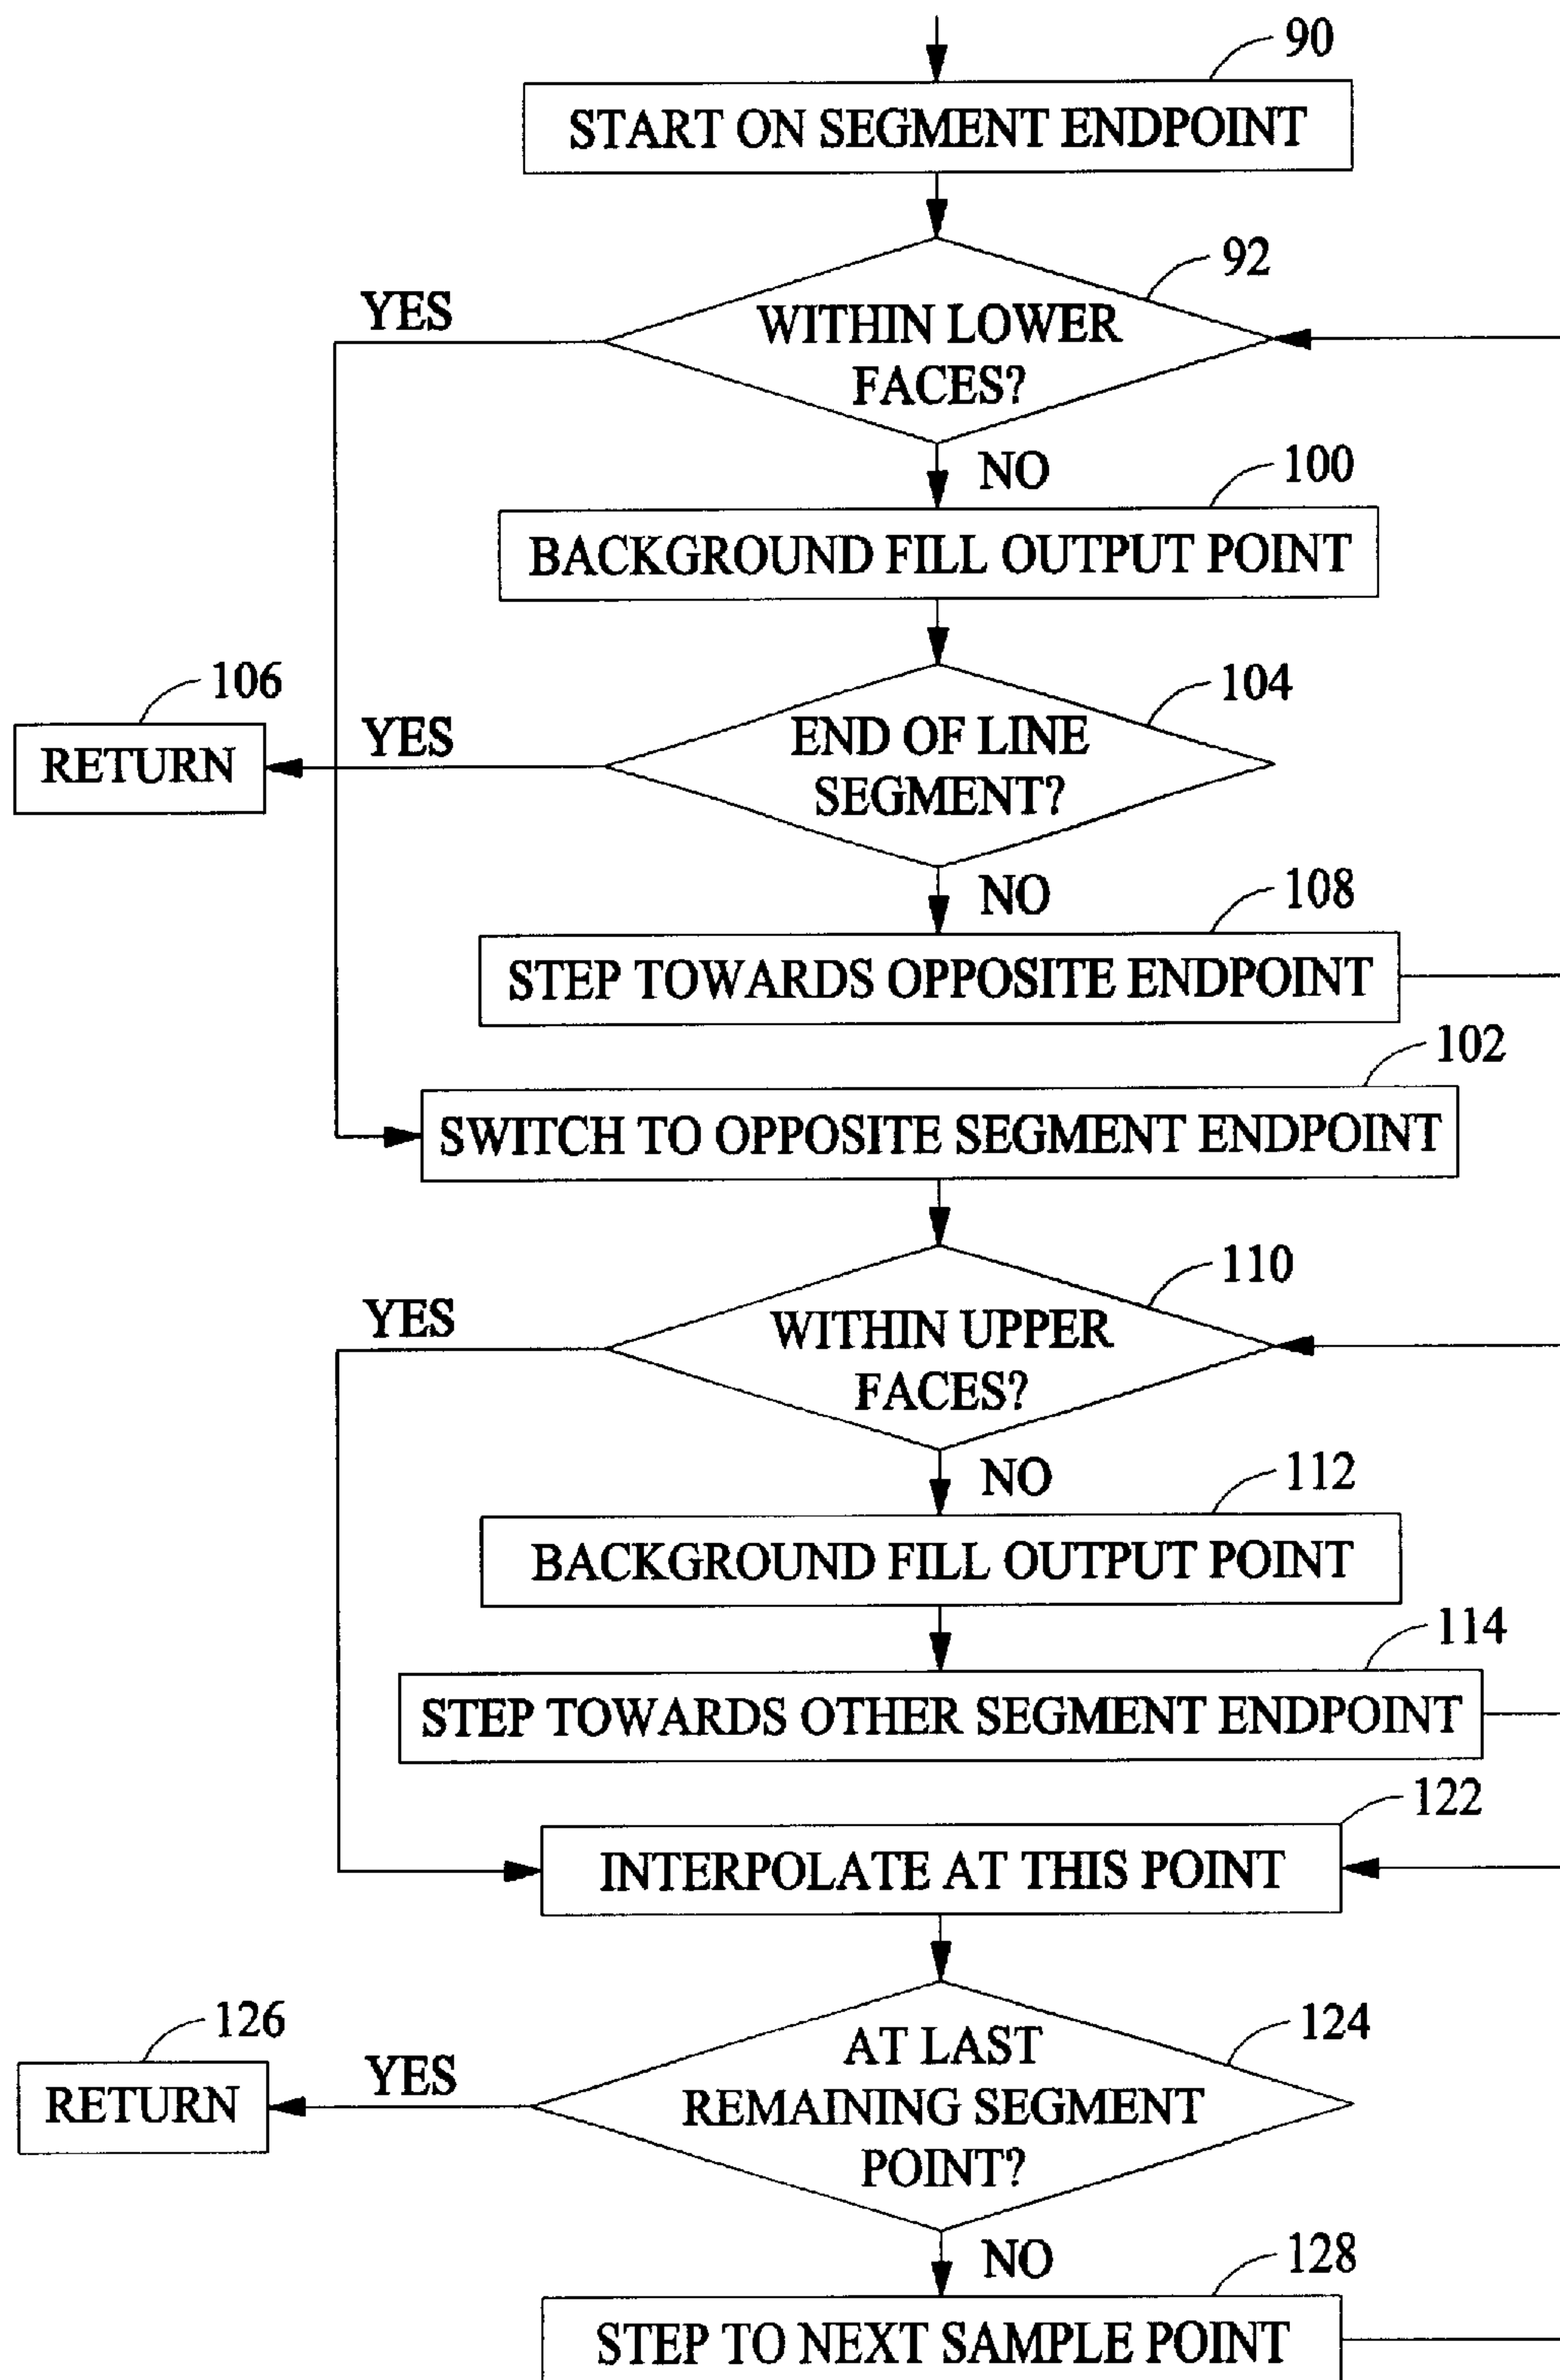 90
START ON SEGMENT ENDPOINT
92
YES
WITHIN LOWER
FACES?
NO
100
BACKGROUND FILL OUTPUT POINT
106
104
RETURN
YES
END OF LINE
SEGMENT?
NO
108
STEP TOWARDS OPPOSITE ENDPOINT
102
SWITCH TO OPPOSITE SEGMENT ENDPOINT
110
YES
WITHIN UPPER
FACES?
NO
112
BACKGROUND FILL OUTPUT POINT
114
STEP TOWARDS OTHER SEGMENT ENDPOINT
122
INTERPOLATE AT THIS POINT
126
124
RETURN
YES
AT LAST
REMAINING SEGMENT
POINT?
NO
128
STEP TO NEXT SAMPLE POINT